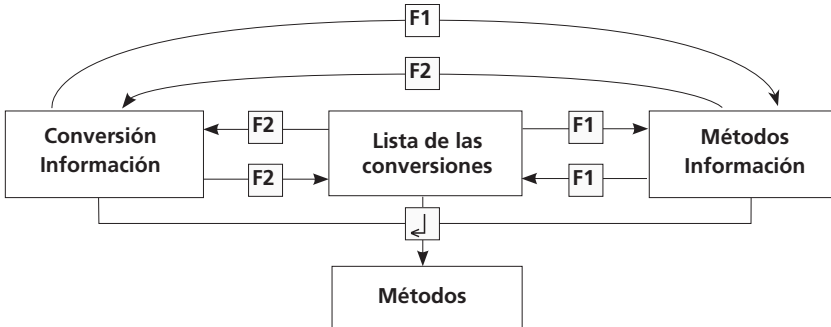 F1
F2
Conversión
Información
F2
F2
Lista de las
conversiones
F1
F1
Métodos
Información
Métodos